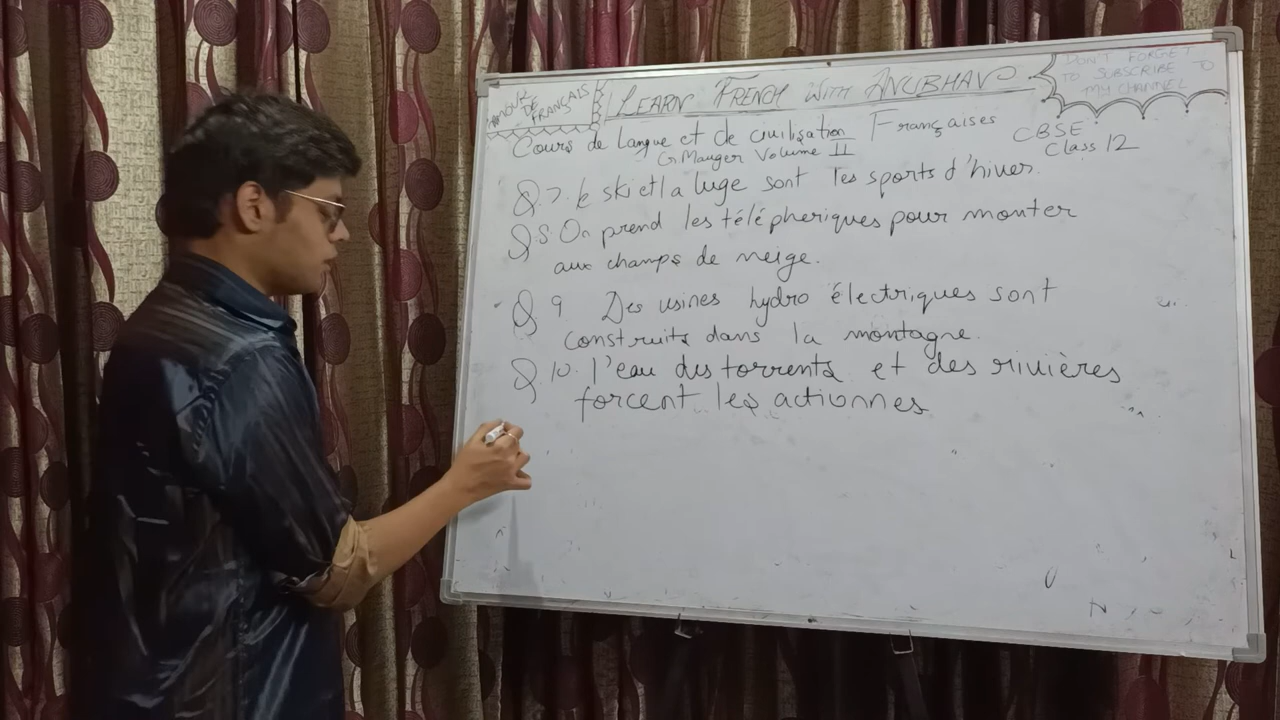 AMOUR DE FRANÇAIS
LEARN FRENCH WITH ANUBHAV
DON'T FORGET
TO SUBSCRIBE TO
MY CHANNEL
Cours de langue et de civilisation Françaises
G. Mauger Volume II
CBSE
Class 12
Q.7. le ski et la luge sont les sports d'hiver.
Q.8. On prend les téléphériques pour monter
aux champs de neige.
Q. 9 Des usines hydro électriques sont
construits dans la montagne.
Q. 10. l'eau des torrents et des rivières
forcent les actionnes